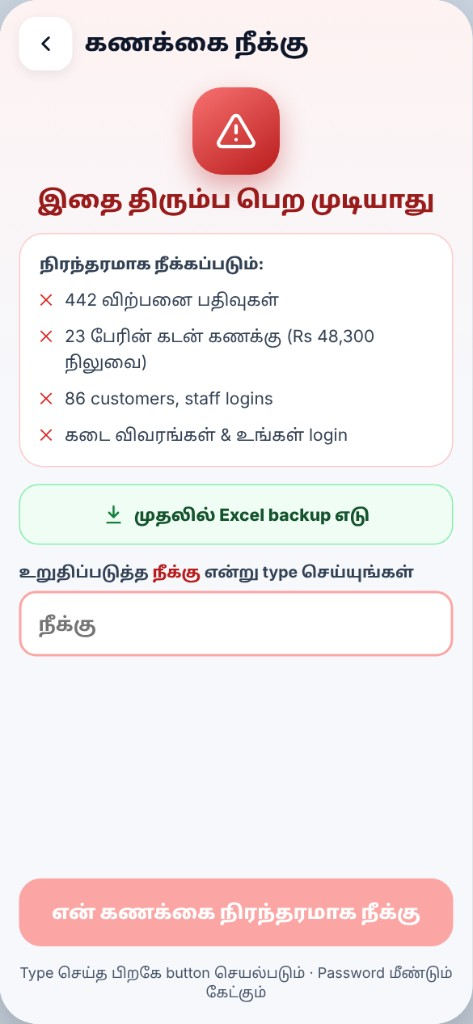 கணக்கை நீக்கு
இதை திரும்ப பெற முடியாது
நிரந்தரமாக நீக்கப்படும்:
442 விற்பனை பதிவுகள்
23 பேரின் கடன் கணக்கு (Rs 48,300
நிலுவை)
86 customers, staff logins
கடை விவரங்கள் & உங்கள் login
முதலில் Excel backup எடு
உறுதிப்படுத்த நீக்கு என்று type செய்யுங்கள்
நீக்கு
என் கணக்கை நிரந்தரமாக நீக்கு
Type செய்த பிறகே button செயல்படும் · Password மீண்டும்
கேட்கும்